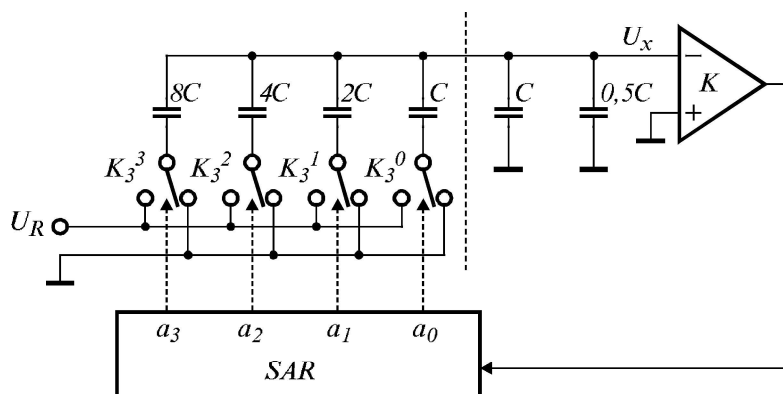 U_x
8C 4C 2C C C 0,5C K
− +
K_3^3 K_3^2 K_3^1 K_3^0
U_R
a_3 a_2 a_1 a_0
SAR